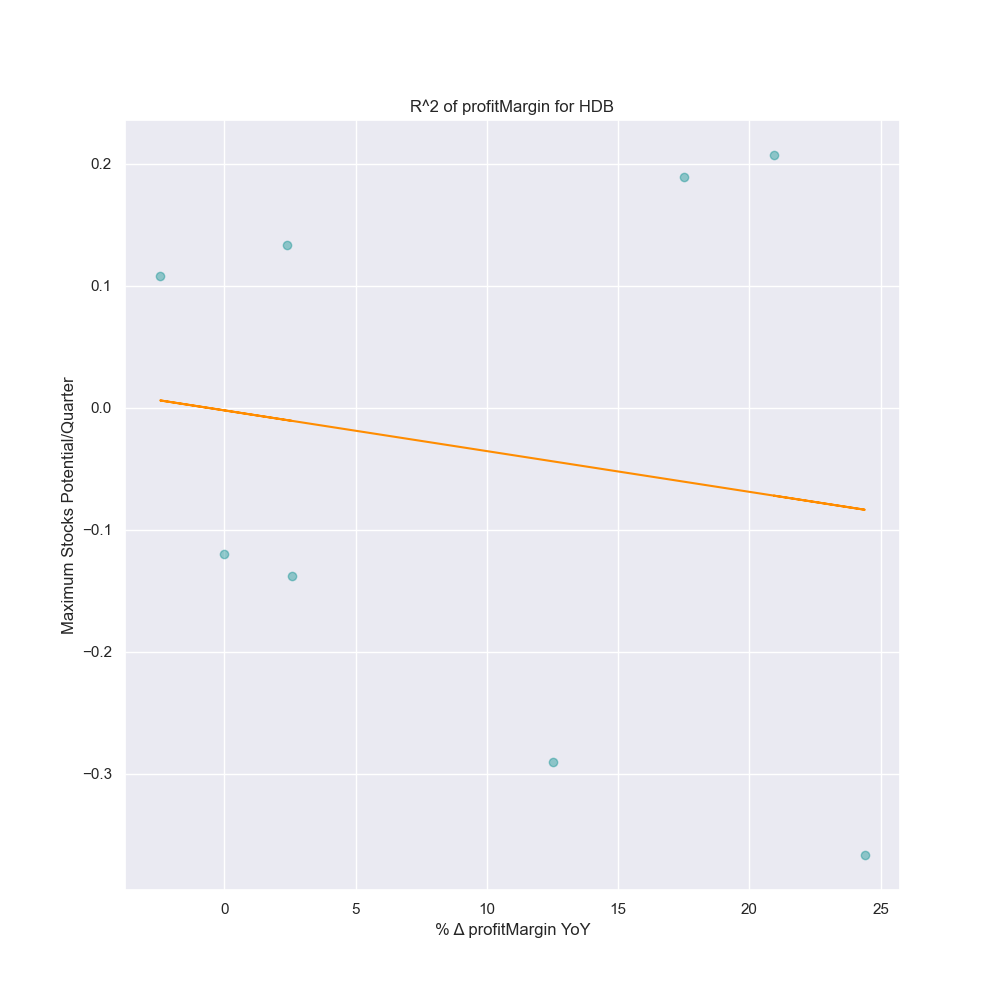 R^2 of profitMargin for HDB
Maximum Stocks Potential/Quarter
0.2
0.1
0.0
−0.1
−0.2
−0.3
0 5 10 15 20 25
% Δ profitMargin YoY